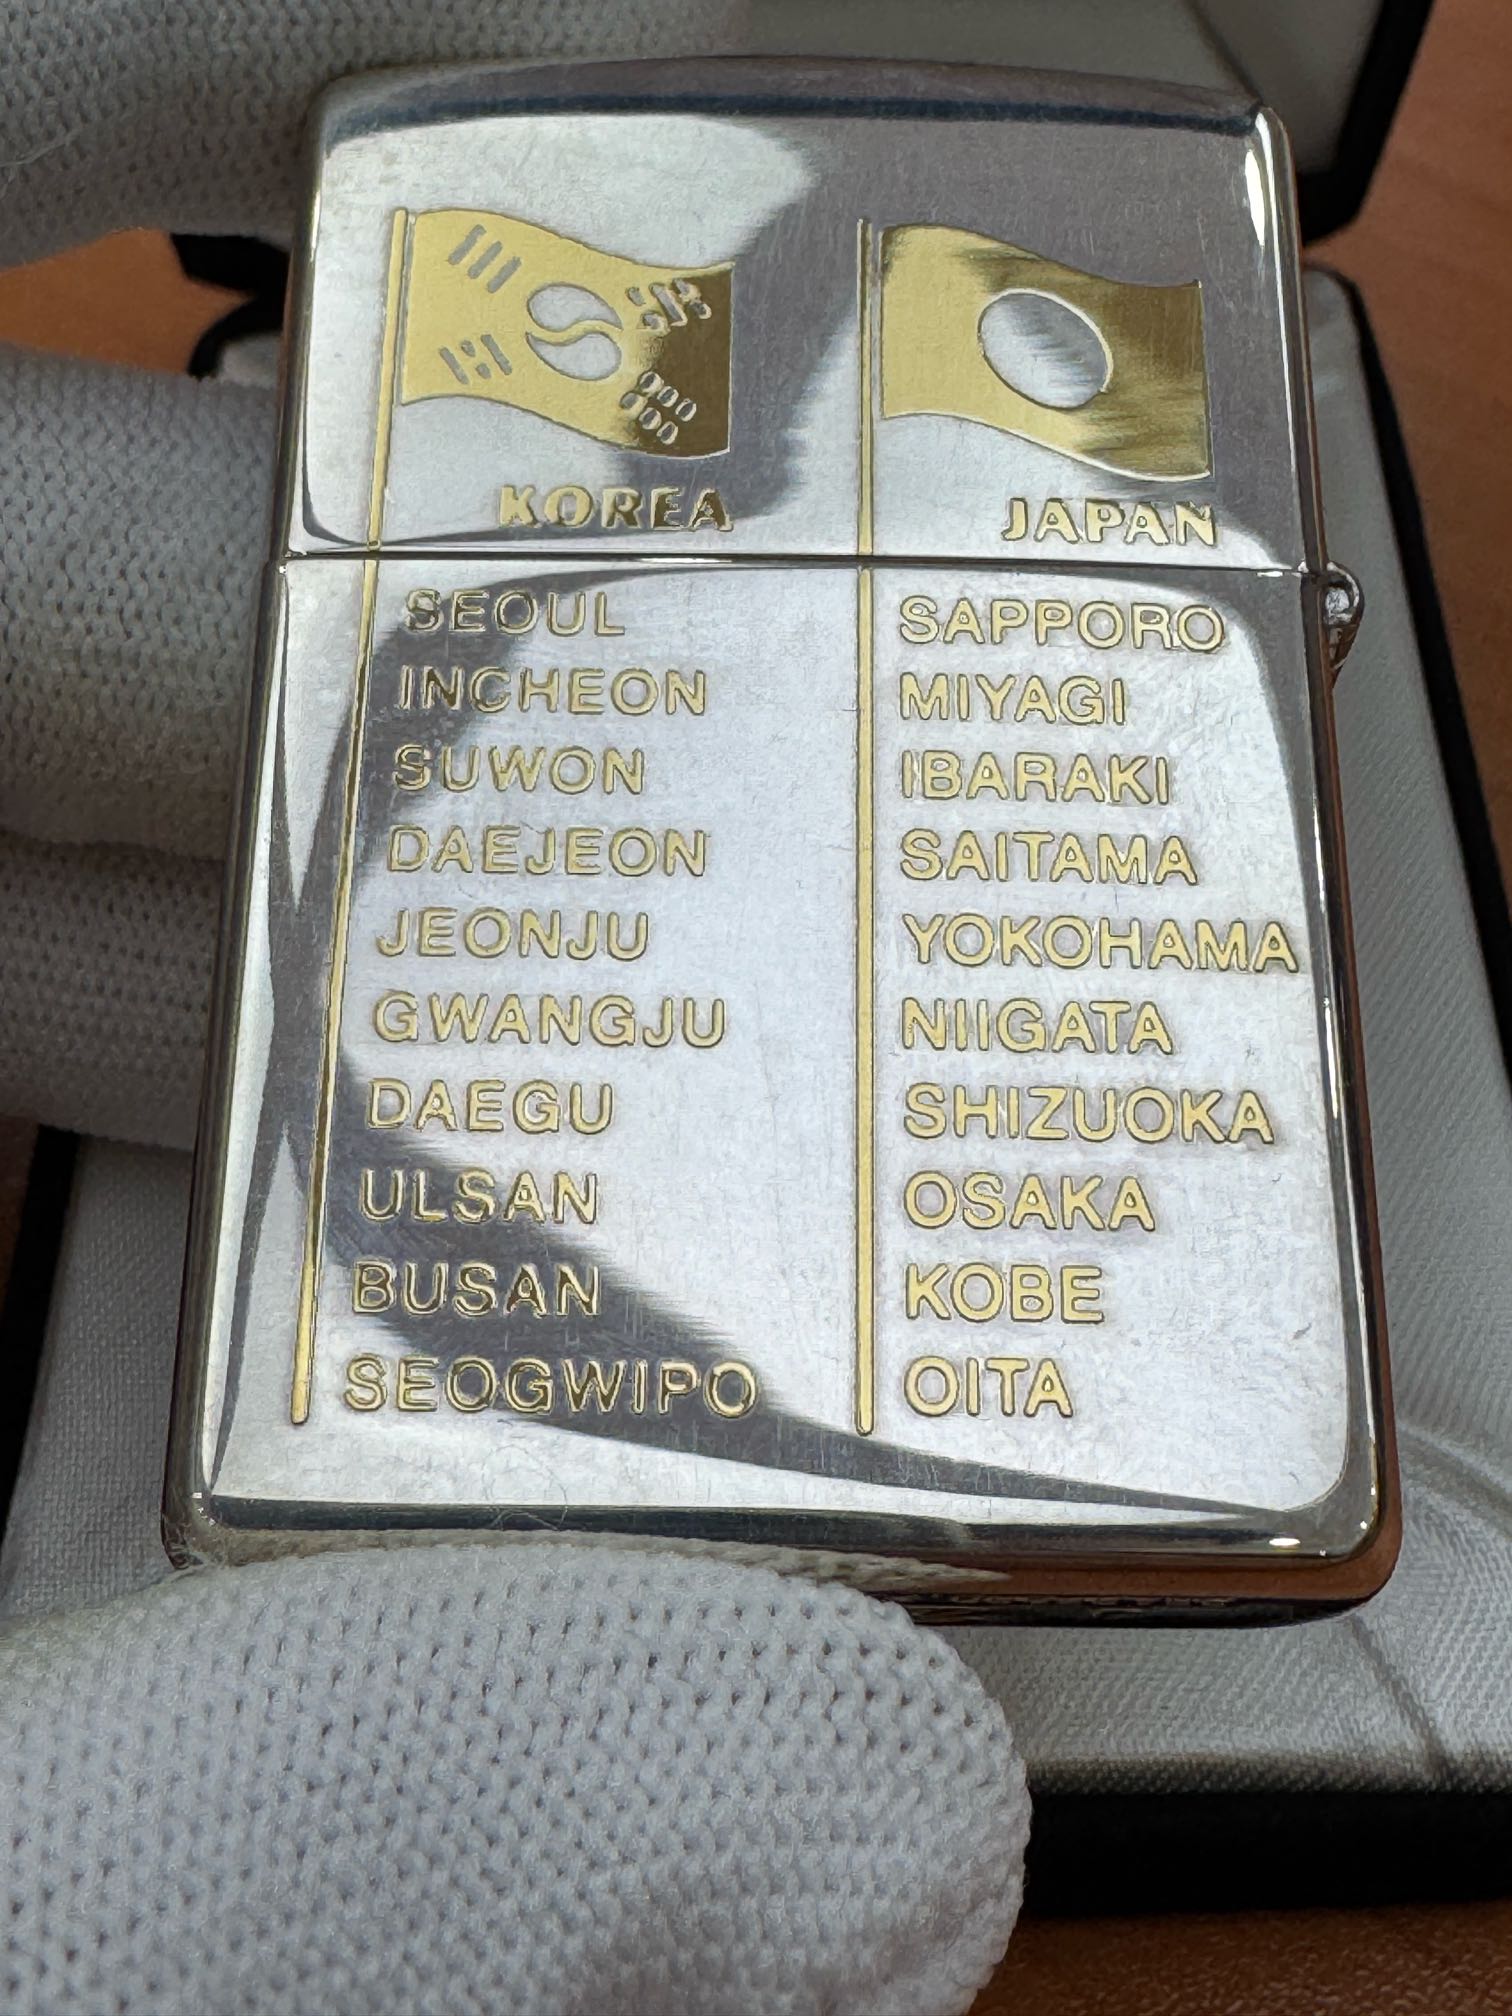 KOREA
SEOUL
INCHEON
SUWON
DAEJEON
JEONJU
GWANGJU
DAEGU
ULSAN
BUSAN
SEOGWIPO
JAPAN
SAPPORO
MIYAGI
IBARAKI
SAITAMA
YOKOHAMA
NIIGATA
SHIZUOKA
OSAKA
KOBE
OITA